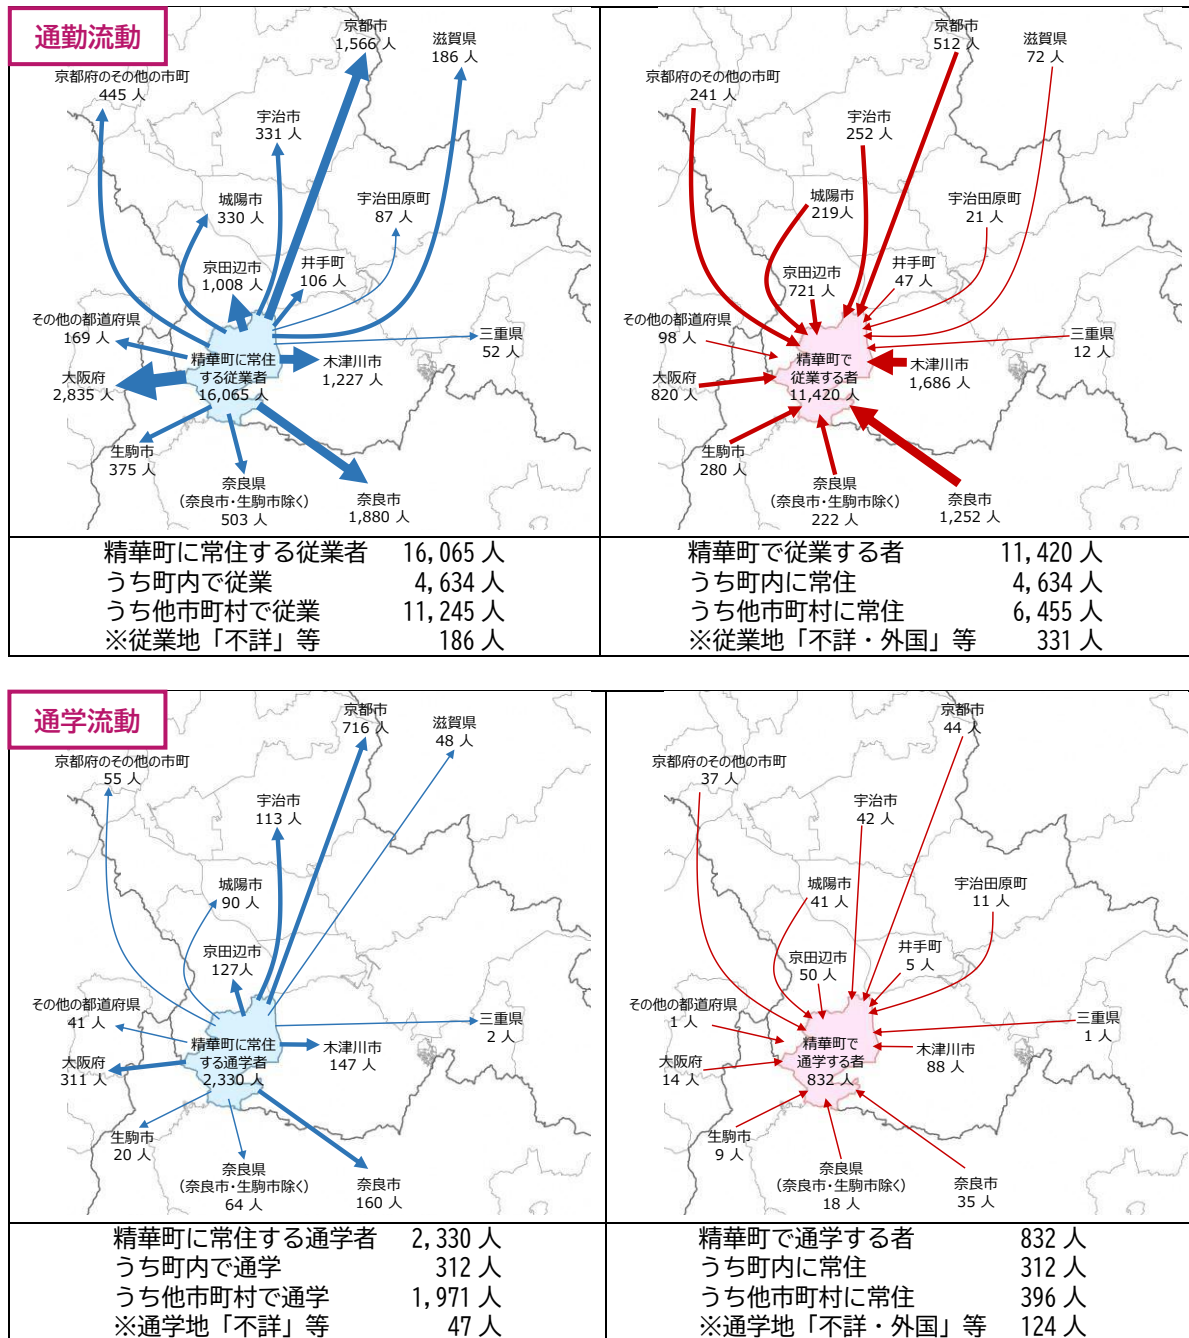 通勤流動
京都市
1,566 人
滋賀県
186 人
京都府のその他の市町
445 人
宇治市
331 人
城陽市
330 人
宇治田原町
87 人
京田辺市
1,008 人
井手町
106 人
その他の都道府県
169 人
三重県
52 人
精華町に常住
する従業者
16,065 人
木津川市
1,227 人
大阪府
2,835 人
生駒市
375 人
奈良県
(奈良市・生駒市除く)
503 人
奈良市
1,880 人
京都市
512 人
滋賀県
72 人
京都府のその他の市町
241 人
宇治市
252 人
城陽市
219人
宇治田原町
21 人
京田辺市
721 人
井手町
47 人
その他の都道府県
98 人
三重県
12 人
精華町で
従業する者
11,420 人
木津川市
1,686 人
大阪府
820 人
生駒市
280 人
奈良県
(奈良市・生駒市除く)
222 人
奈良市
1,252 人
精華町に常住する従業者 16,065 人
うち町内で従業 4,634 人
うち他市町村で従業 11,245 人
※従業地「不詳」等 186 人
精華町で従業する者 11,420 人
うち町内に常住 4,634 人
うち他市町村に常住 6,455 人
※従業地「不詳・外国」等 331 人
通学流動
京都市
716 人
滋賀県
48 人
京都府のその他の市町
55 人
宇治市
113 人
城陽市
90 人
京田辺市
127人
その他の都道府県
41 人
三重県
2 人
精華町に常住
する通学者
2,330 人
木津川市
147 人
大阪府
311 人
生駒市
20 人
奈良県
(奈良市・生駒市除く)
64 人
奈良市
160 人
京都市
44 人
京都府のその他の市町
37 人
宇治市
42 人
城陽市
41 人
宇治田原町
11 人
京田辺市
50 人
井手町
5 人
その他の都道府県
1 人
三重県
1 人
精華町で
通学する者
832 人
木津川市
88 人
大阪府
14 人
生駒市
9 人
奈良県
(奈良市・生駒市除く)
18 人
奈良市
35 人
精華町に常住する通学者 2,330 人
うち町内で通学 312 人
うち他市町村で通学 1,971 人
※通学地「不詳」等 47 人
精華町で通学する者 832 人
うち町内に常住 312 人
うち他市町村に常住 396 人
※通学地「不詳・外国」等 124 人